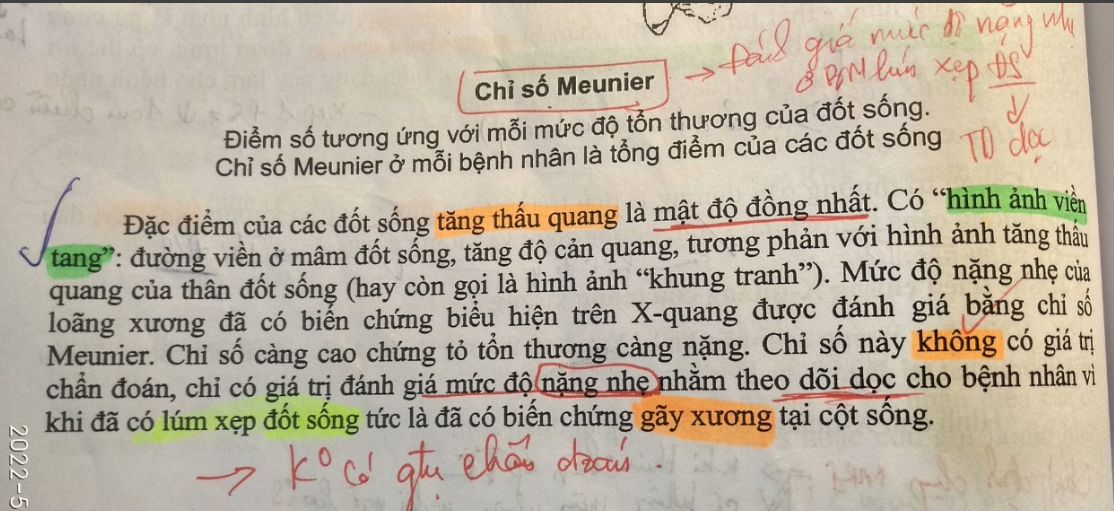 → Đánh giá mức độ nặng nhẹ
Chỉ số Meunier
ở BN lún xẹp ĐS
↓
Điểm số tương ứng với mỗi mức độ tổn thương của đốt sống.
Chỉ số Meunier ở mỗi bệnh nhân là tổng điểm của các đốt sống
TD dọc
Đặc điểm của các đốt sống tăng thấu quang là mật độ đồng nhất. Có “hình ảnh viền
tang”: đường viền ở mâm đốt sống, tăng độ cản quang, tương phản với hình ảnh tăng thấu
quang của thân đốt sống (hay còn gọi là hình ảnh “khung tranh”). Mức độ nặng nhẹ của
loãng xương đã có biến chứng biểu hiện trên X-quang được đánh giá bằng chỉ số
Meunier. Chỉ số càng cao chứng tỏ tổn thương càng nặng. Chỉ số này không có giá trị
chẩn đoán, chỉ có giá trị đánh giá mức độ nặng nhẹ nhằm theo dõi dọc cho bệnh nhân vì
khi đã có lúm xẹp đốt sống tức là đã có biến chứng gãy xương tại cột sống.
→ K° có gtrị chẩn đoán.
2022-5